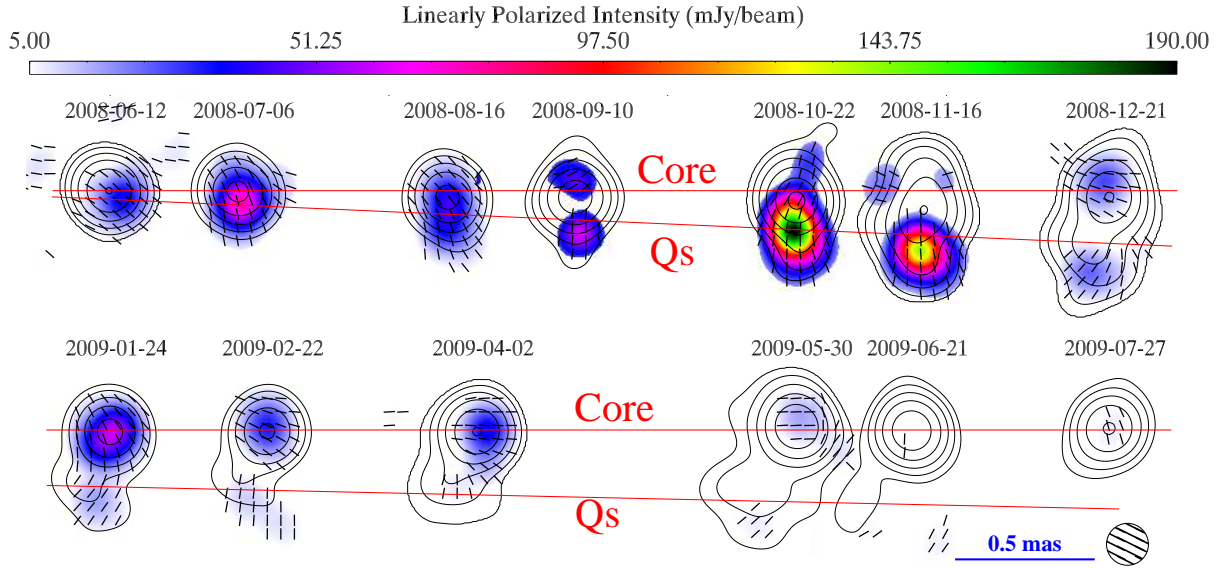 Linearly Polarized Intensity (mJy/beam)
5.00 51.25 97.50 143.75 190.00
2008-06-12 2008-07-06 2008-08-16 2008-09-10 2008-10-22 2008-11-16 2008-12-21
Core
Qs
2009-01-24 2009-02-22 2009-04-02 2009-05-30 2009-06-21 2009-07-27
Core
Qs
0.5 mas